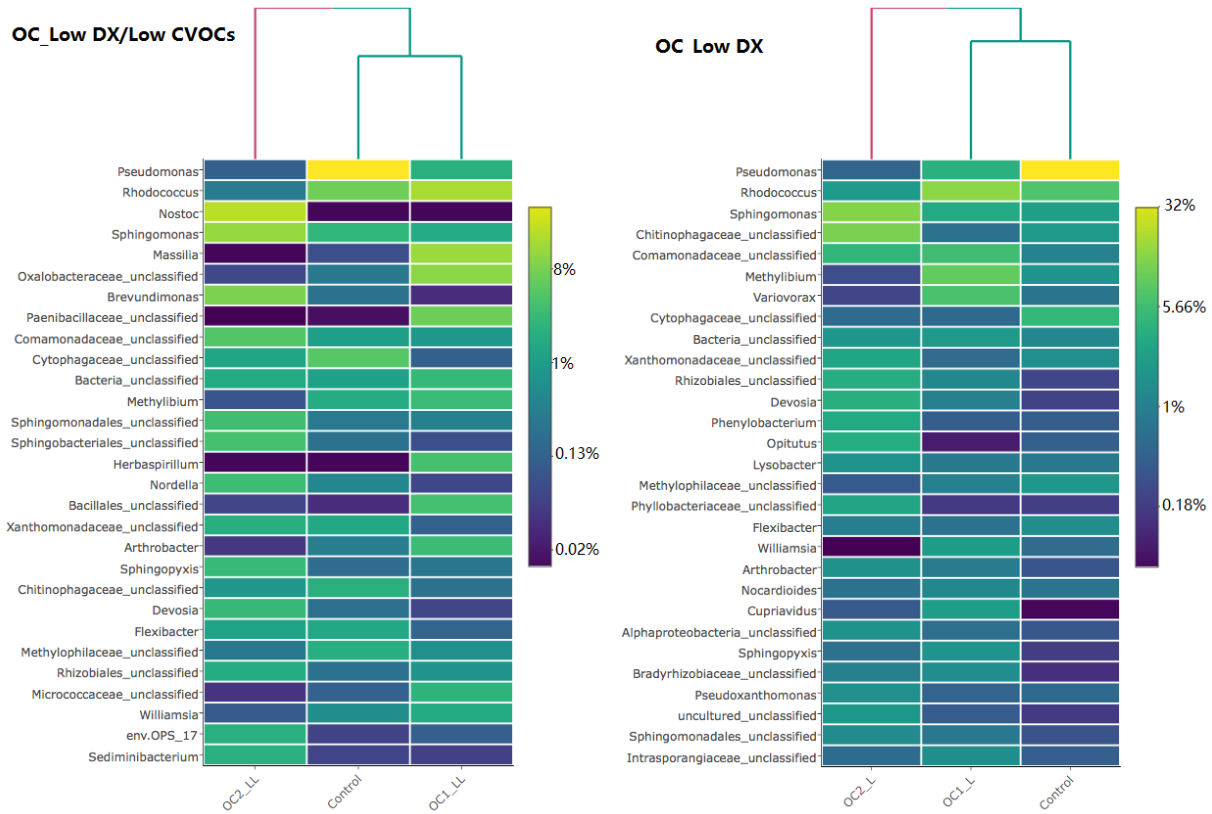 OC_Low DX/Low CVOCs
Pseudomonas
Rhodococcus
Nostoc
Sphingomonas
Massilia
Oxalobacteraceae_unclassified
Brevundimonas
Paenibacillaceae_unclassified
Comamonadaceae_unclassified
Cytophagaceae_unclassified
Bacteria_unclassified
Methylibium
Sphingomonadales_unclassified
Sphingobacteriales_unclassified
Herbaspirillum
Nordella
Bacillales_unclassified
Xanthomonadaceae_unclassified
Arthrobacter
Sphingopyxis
Chitinophagaceae_unclassified
Devosia
Flexibacter
Methylophilaceae_unclassified
Rhizobiales_unclassified
Micrococcaceae_unclassified
Williamsia
env.OPS_17
Sediminibacterium
OC2_LL
Control
OC1_LL
8%
1%
0.13%
0.02%
OC Low DX
Pseudomonas
Rhodococcus
Sphingomonas
Chitinophagaceae_unclassified
Comamonadaceae_unclassified
Methylibium
Variovorax
Cytophagaceae_unclassified
Bacteria_unclassified
Xanthomonadaceae_unclassified
Rhizobiales_unclassified
Devosia
Phenylobacterium
Opitutus
Lysobacter
Methylophilaceae_unclassified
Phyllobacteriaceae_unclassified
Flexibacter
Williamsia
Arthrobacter
Nocardioides
Cupriavidus
Alphaproteobacteria_unclassified
Sphingopyxis
Bradyrhizobiaceae_unclassified
Pseudoxanthomonas
uncultured_unclassified
Sphingomonadales_unclassified
Intrasporangiaceae_unclassified
OC2_L
OC1_L
Control
32%
5.66%
1%
0.18%